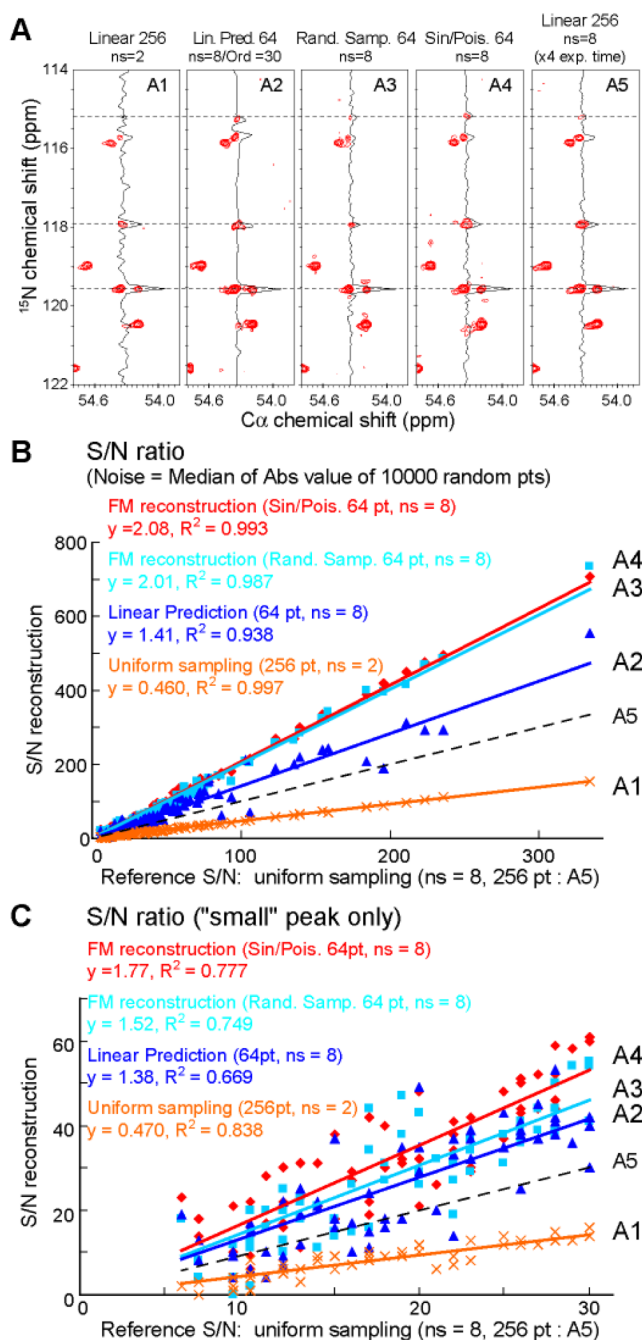 A
Linear 256
ns=2
Lin. Pred. 64
ns=8/Ord =30
Rand. Samp. 64
ns=8
Sin/Pois. 64
ns=8
Linear 256
ns=8
(x4 exp. time)
A1
A2
A3
A4
A5
114
116
118
120
122
15N chemical shift (ppm)
54.6 54.0 54.6 54.0 54.6 54.0 54.6 54.0 54.6 54.0
Cα chemical shift (ppm)
B S/N ratio
(Noise = Median of Abs value of 10000 random pts)
FM reconstruction (Sin/Pois. 64 pt, ns = 8)
y =2.08, R² = 0.993
FM reconstruction (Rand. Samp. 64 pt, ns = 8)
y = 2.01, R² = 0.987
Linear Prediction (64 pt, ns = 8)
y = 1.41, R² = 0.938
Uniform sampling (256 pt, ns = 2)
y = 0.460, R² = 0.997
800
600
400
200
0
S/N reconstruction
A4
A3
A2
A5
A1
100 200 300
Reference S/N: uniform sampling (ns = 8, 256 pt : A5)
C S/N ratio ("small" peak only)
FM reconstruction (Sin/Pois. 64pt, ns = 8)
y =1.77, R² = 0.777
FM reconstruction (Rand. Samp. 64 pt, ns = 8)
y = 1.52, R² = 0.749
Linear Prediction (64pt, ns = 8)
y = 1.38, R² = 0.669
Uniform sampling (256pt, ns = 2)
y = 0.470, R² = 0.838
60
40
20
0
S/N reconstruction
A4
A3
A2
A5
A1
0 10 20 30
Reference S/N: uniform sampling (ns = 8, 256 pt : A5)